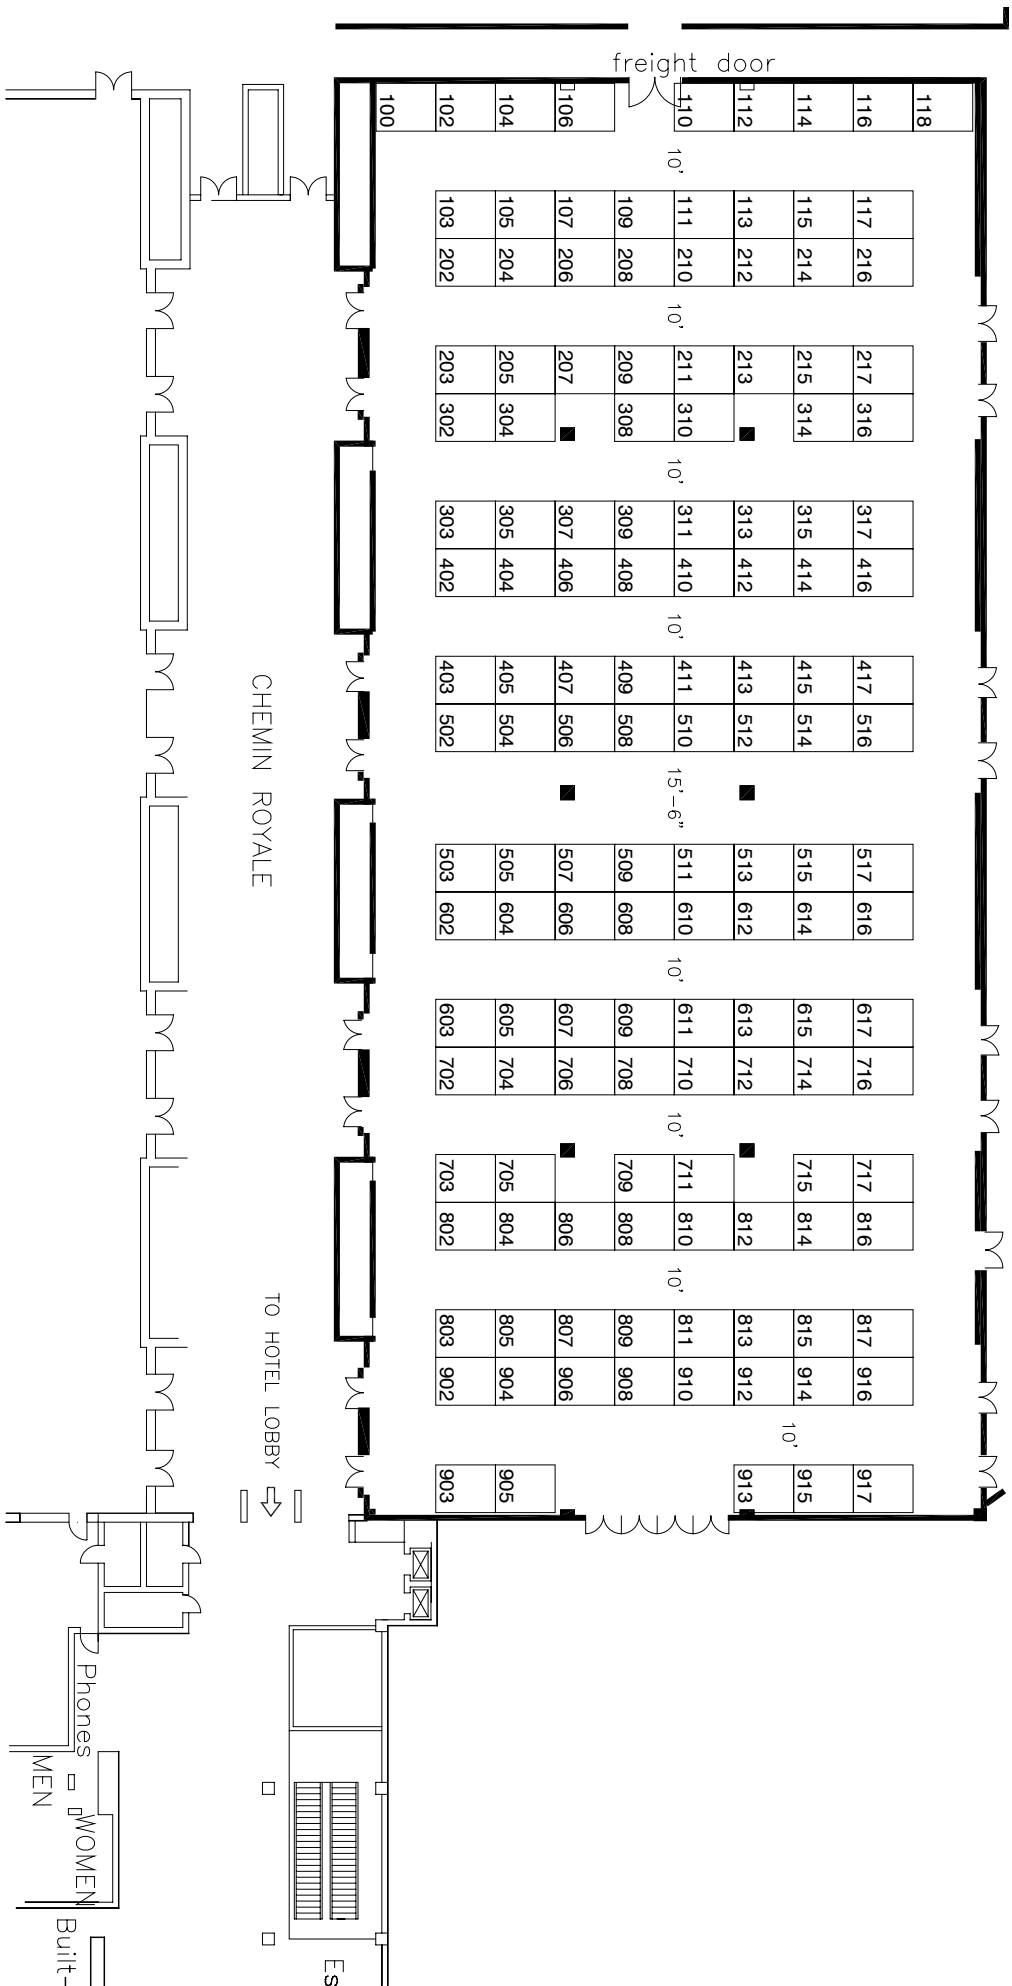 freight door
100 102 104 106 110 112 114 116 118
10'
103 105 107 109 111 113 115 117
202 204 206 208 210 212 214 216
10'
203 205 207 209 211 213 215 217
302 304 308 310 314 316
10'
303 305 307 309 311 313 315 317
402 404 406 408 410 412 414 416
10'
403 405 407 409 411 413 415 417
502 504 506 508 510 512 514 516
15'-6"
503 505 507 509 511 513 515 517
602 604 606 608 610 612 614 616
10'
603 605 607 609 611 613 615 617
702 704 706 708 710 712 714 716
10'
703 705 709 711 715 717
802 804 806 808 810 812 814 816
10'
803 805 807 809 811 813 815 817
902 904 906 908 910 912 914 916
10'
903 905 913 915 917
CHEMIN ROYALE
TO HOTEL LOBBY
Phones
MEN
WOMEN
Built-
Es